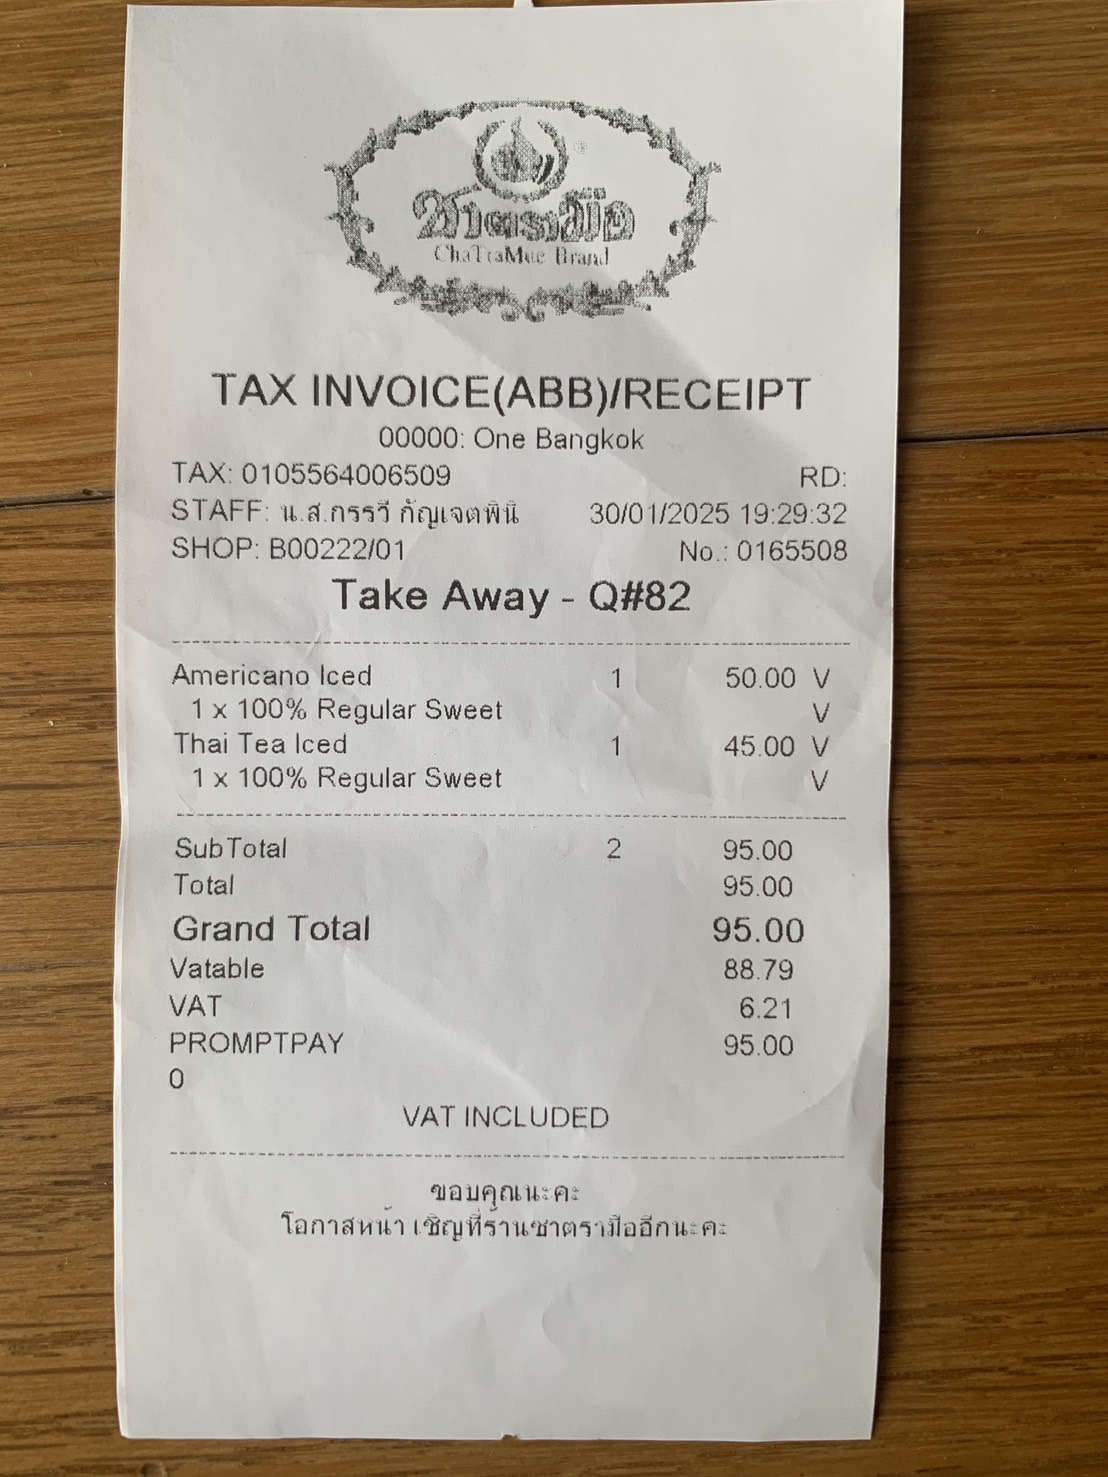 ชาตรามือ
ChaTraMue Brand
TAX INVOICE(ABB)/RECEIPT
00000: One Bangkok
TAX: 0105564006509 RD:
STAFF: น.ส.กรรวี กัญเจตพินิ 30/01/2025 19:29:32
SHOP: B00222/01 No.: 0165508
Take Away - Q#82
Americano Iced 1 50.00 V
1 x 100% Regular Sweet V
Thai Tea Iced 1 45.00 V
1 x 100% Regular Sweet V
SubTotal 2 95.00
Total 95.00
Grand Total 95.00
Vatable 88.79
VAT 6.21
PROMPTPAY 95.00
0
VAT INCLUDED
ขอบคุณนะคะ
โอกาสหน้า เชิญที่ร้านชาตรามืออีกนะคะ